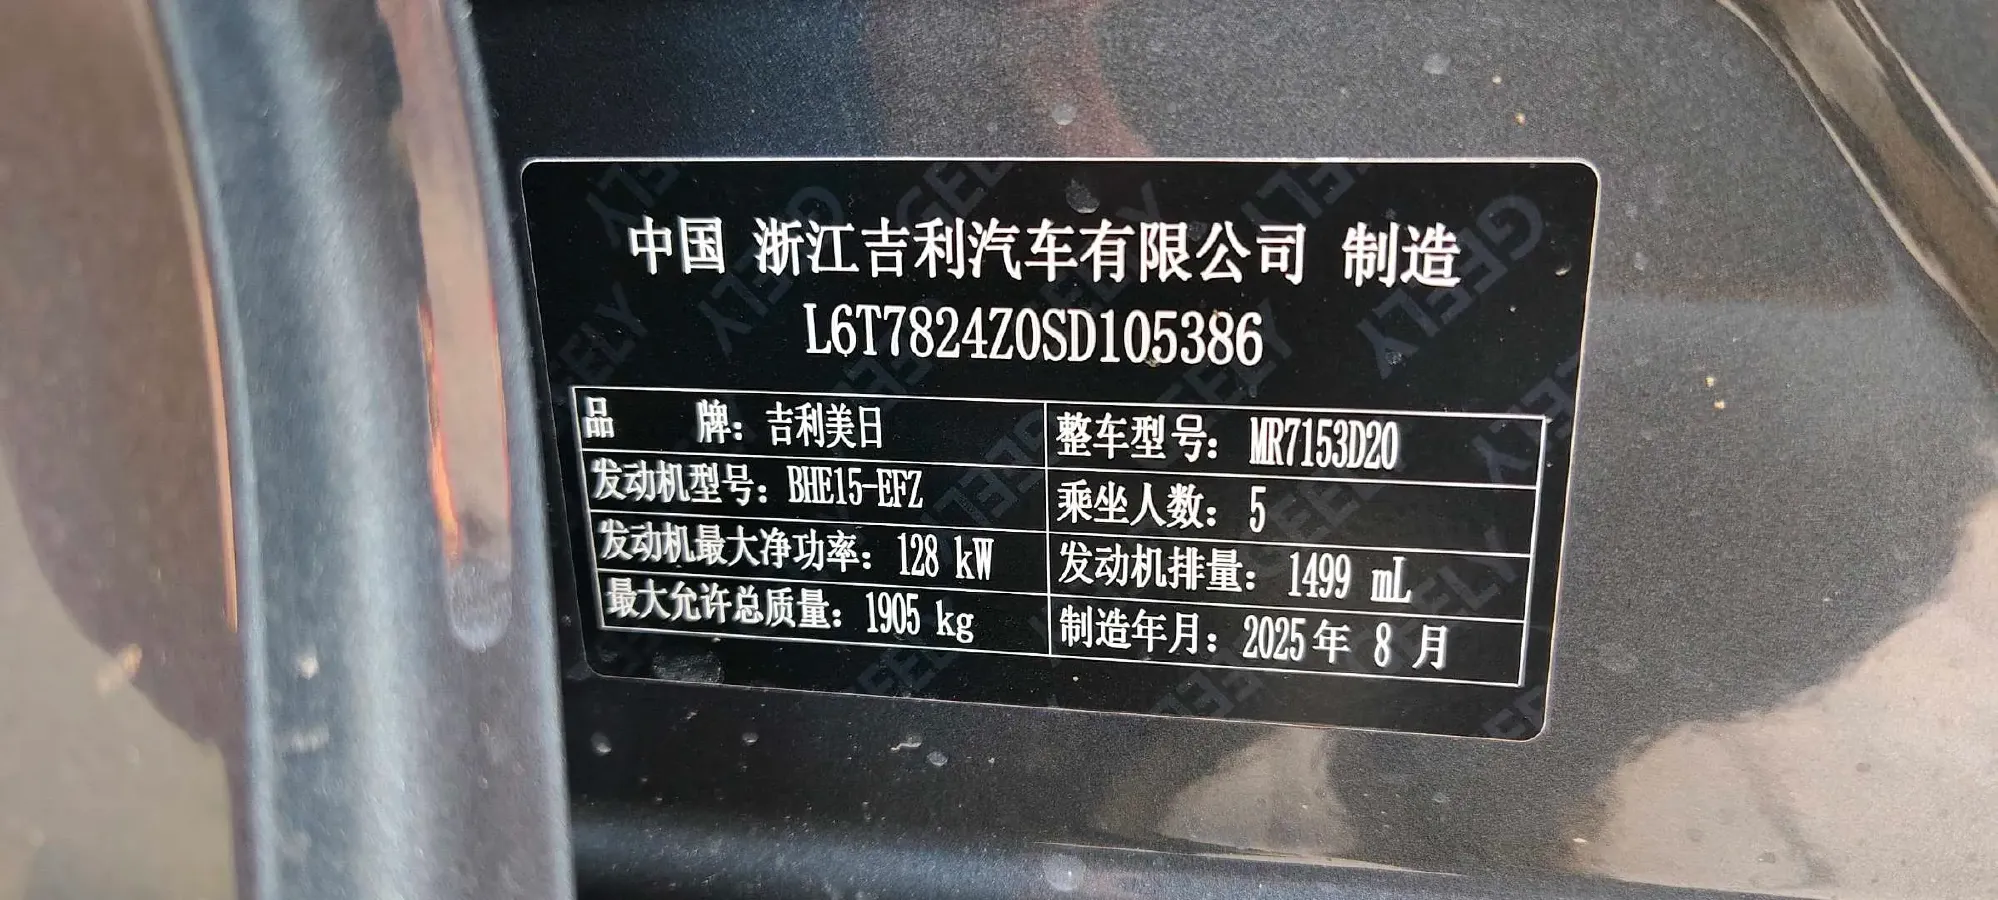 中国 浙江吉利汽车有限公司 制造
L6T7824Z0SD105386
品 牌：吉利美日 整车型号：MR7153D20
发动机型号：BHE15-EFZ 乘坐人数：5
发动机最大净功率：128 kW 发动机排量：1499 mL
最大允许总质量：1905 kg 制造年月：2025年 8 月